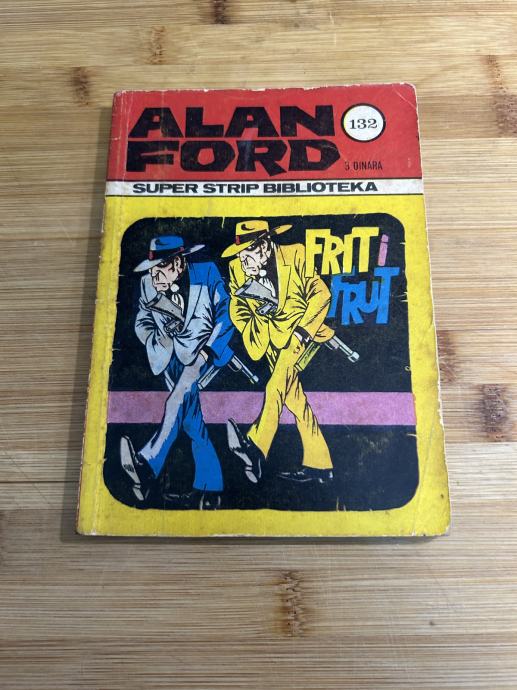 ALAN
FORD
132
3 DINARA
SUPER STRIP BIBLIOTEKA
FRIT i
FRUT